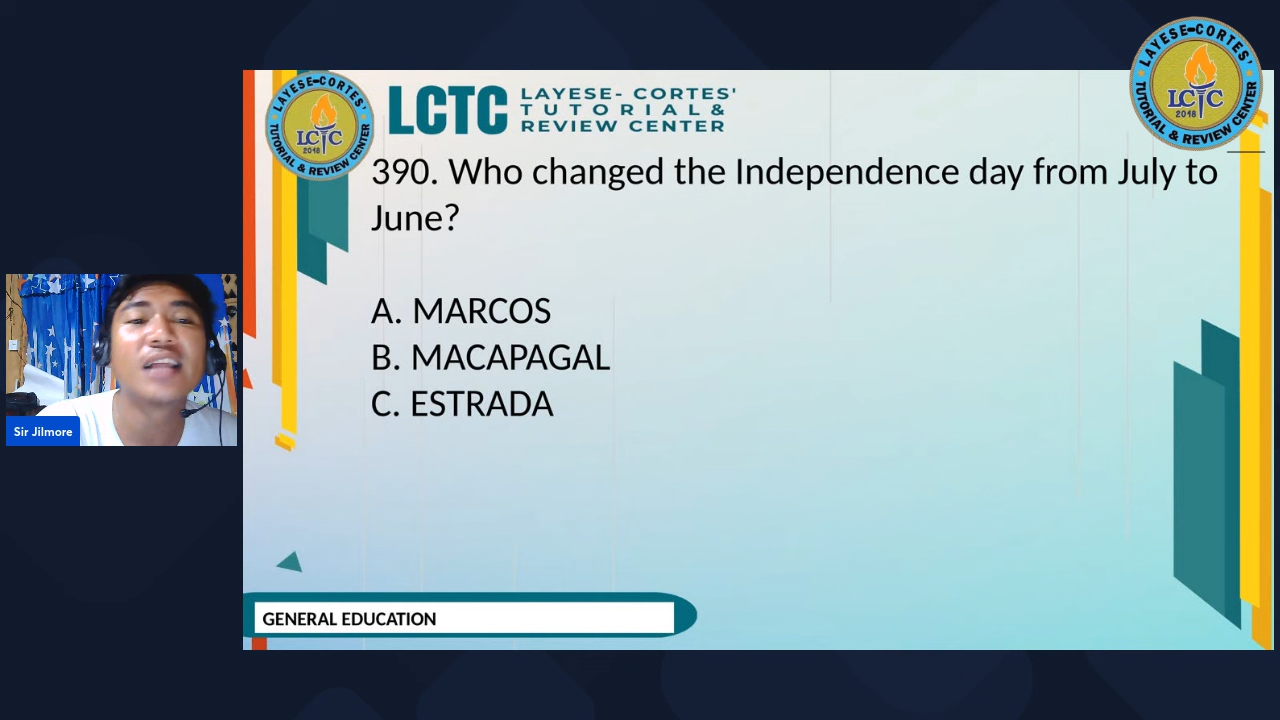 LAYESE-CORTES'
LCTC
2018
TUTORIAL & REVIEW CENTER
LCTC
LAYESE- CORTES'
TUTORIAL &
REVIEW CENTER
LAYESE-CORTES'
LCTC
2018
TUTORIAL & REVIEW CENTER
390. Who changed the Independence day from July to
June?
A. MARCOS
B. MACAPAGAL
C. ESTRADA
Sir Jilmore
GENERAL EDUCATION